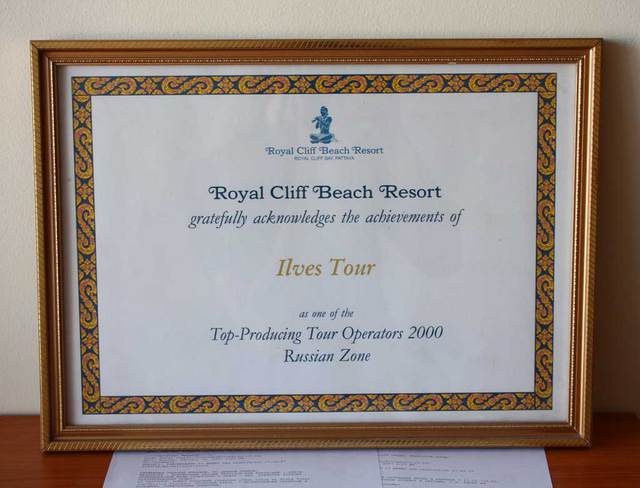 Royal Cliff Beach Resort
ROYAL CLIFF BAY, PATTAYA
Royal Cliff Beach Resort
gratefully acknowledges the achievements of
Ilves Tour
as one of the
Top-Producing Tour Operators 2000
Russian Zone